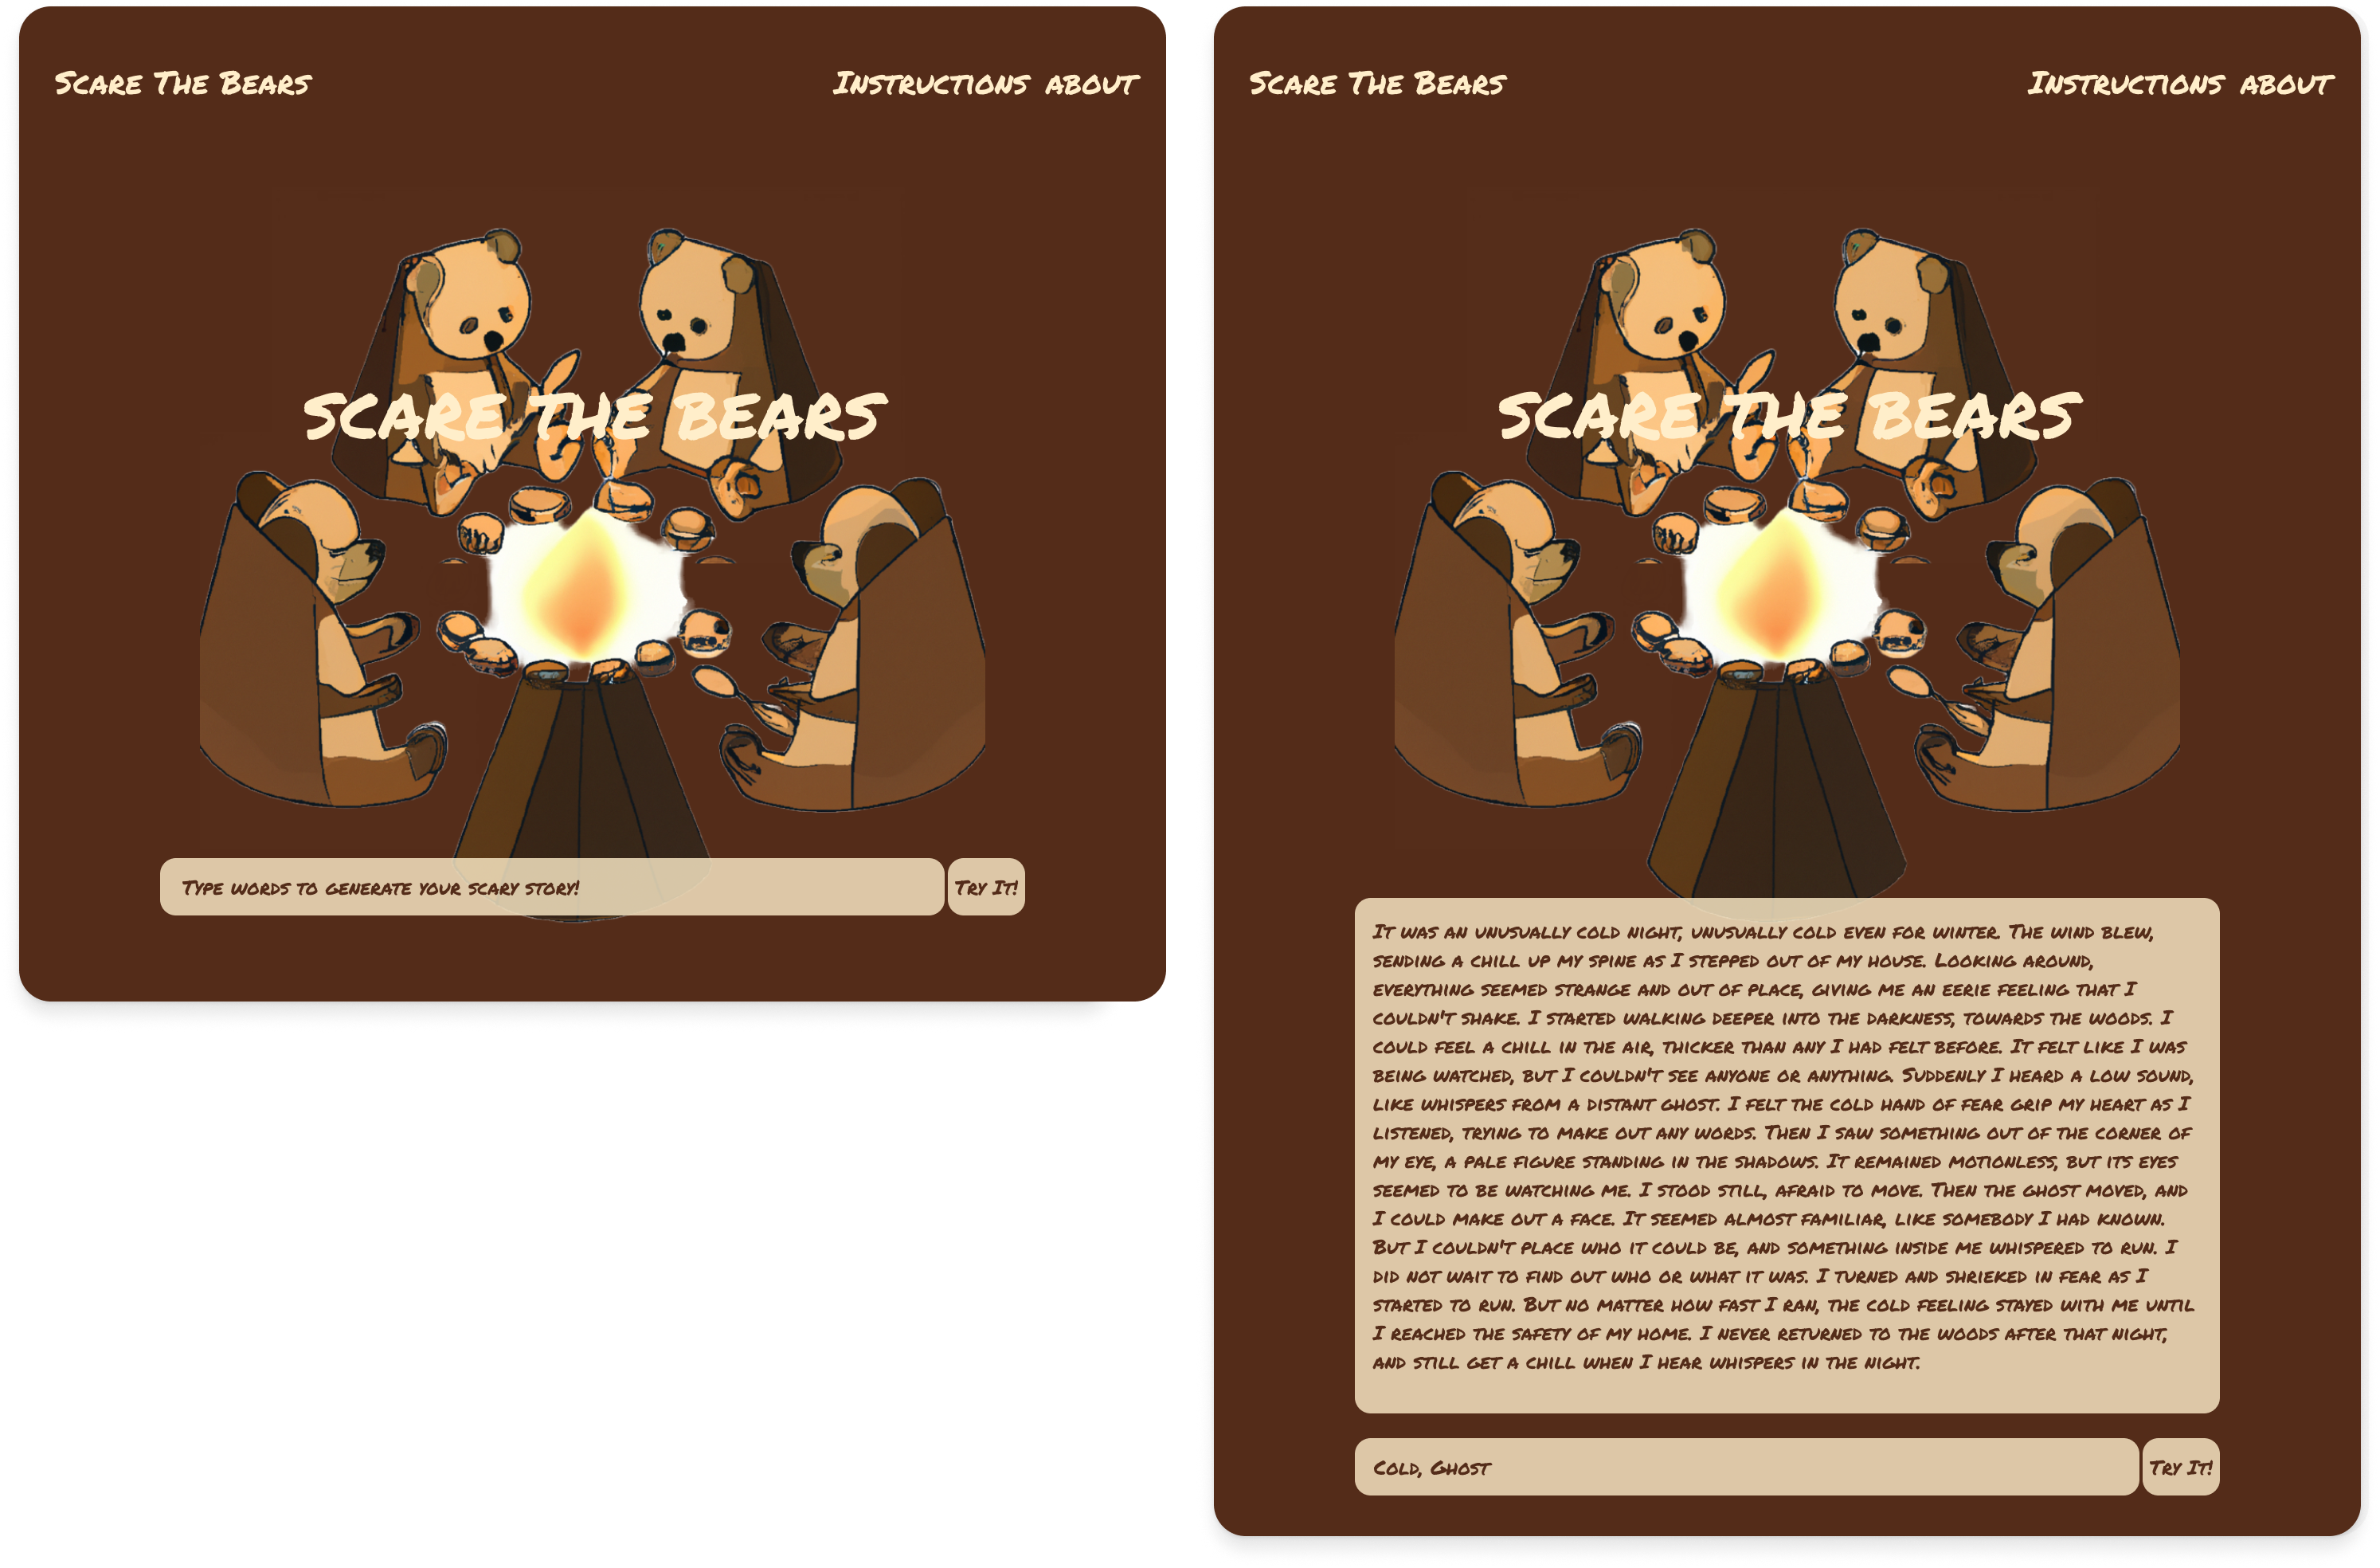 Scare The Bears
Instructions about
SCARE THE BEARS
Type words to generate your scary story!
Try It!
Scare The Bears
Instructions about
SCARE THE BEARS
It was an unusually cold night, unusually cold even for winter. The wind blew,
sending a chill up my spine as I stepped out of my house. Looking around,
everything seemed strange and out of place, giving me an eerie feeling that I
couldn't shake. I started walking deeper into the darkness, towards the woods. I
could feel a chill in the air, thicker than any I had felt before. It felt like I was
being watched, but I couldn't see anyone or anything. Suddenly I heard a low sound,
like whispers from a distant ghost. I felt the cold hand of fear grip my heart as I
listened, trying to make out any words. Then I saw something out of the corner of
my eye, a pale figure standing in the shadows. It remained motionless, but its eyes
seemed to be watching me. I stood still, afraid to move. Then the ghost moved, and
I could make out a face. It seemed almost familiar, like somebody I had known.
But I couldn't place who it could be, and something inside me whispered to run. I
did not wait to find out who or what it was. I turned and shrieked in fear as I
started to run. But no matter how fast I ran, the cold feeling stayed with me until
I reached the safety of my home. I never returned to the woods after that night,
and still get a chill when I hear whispers in the night.
Cold, Ghost
Try It!